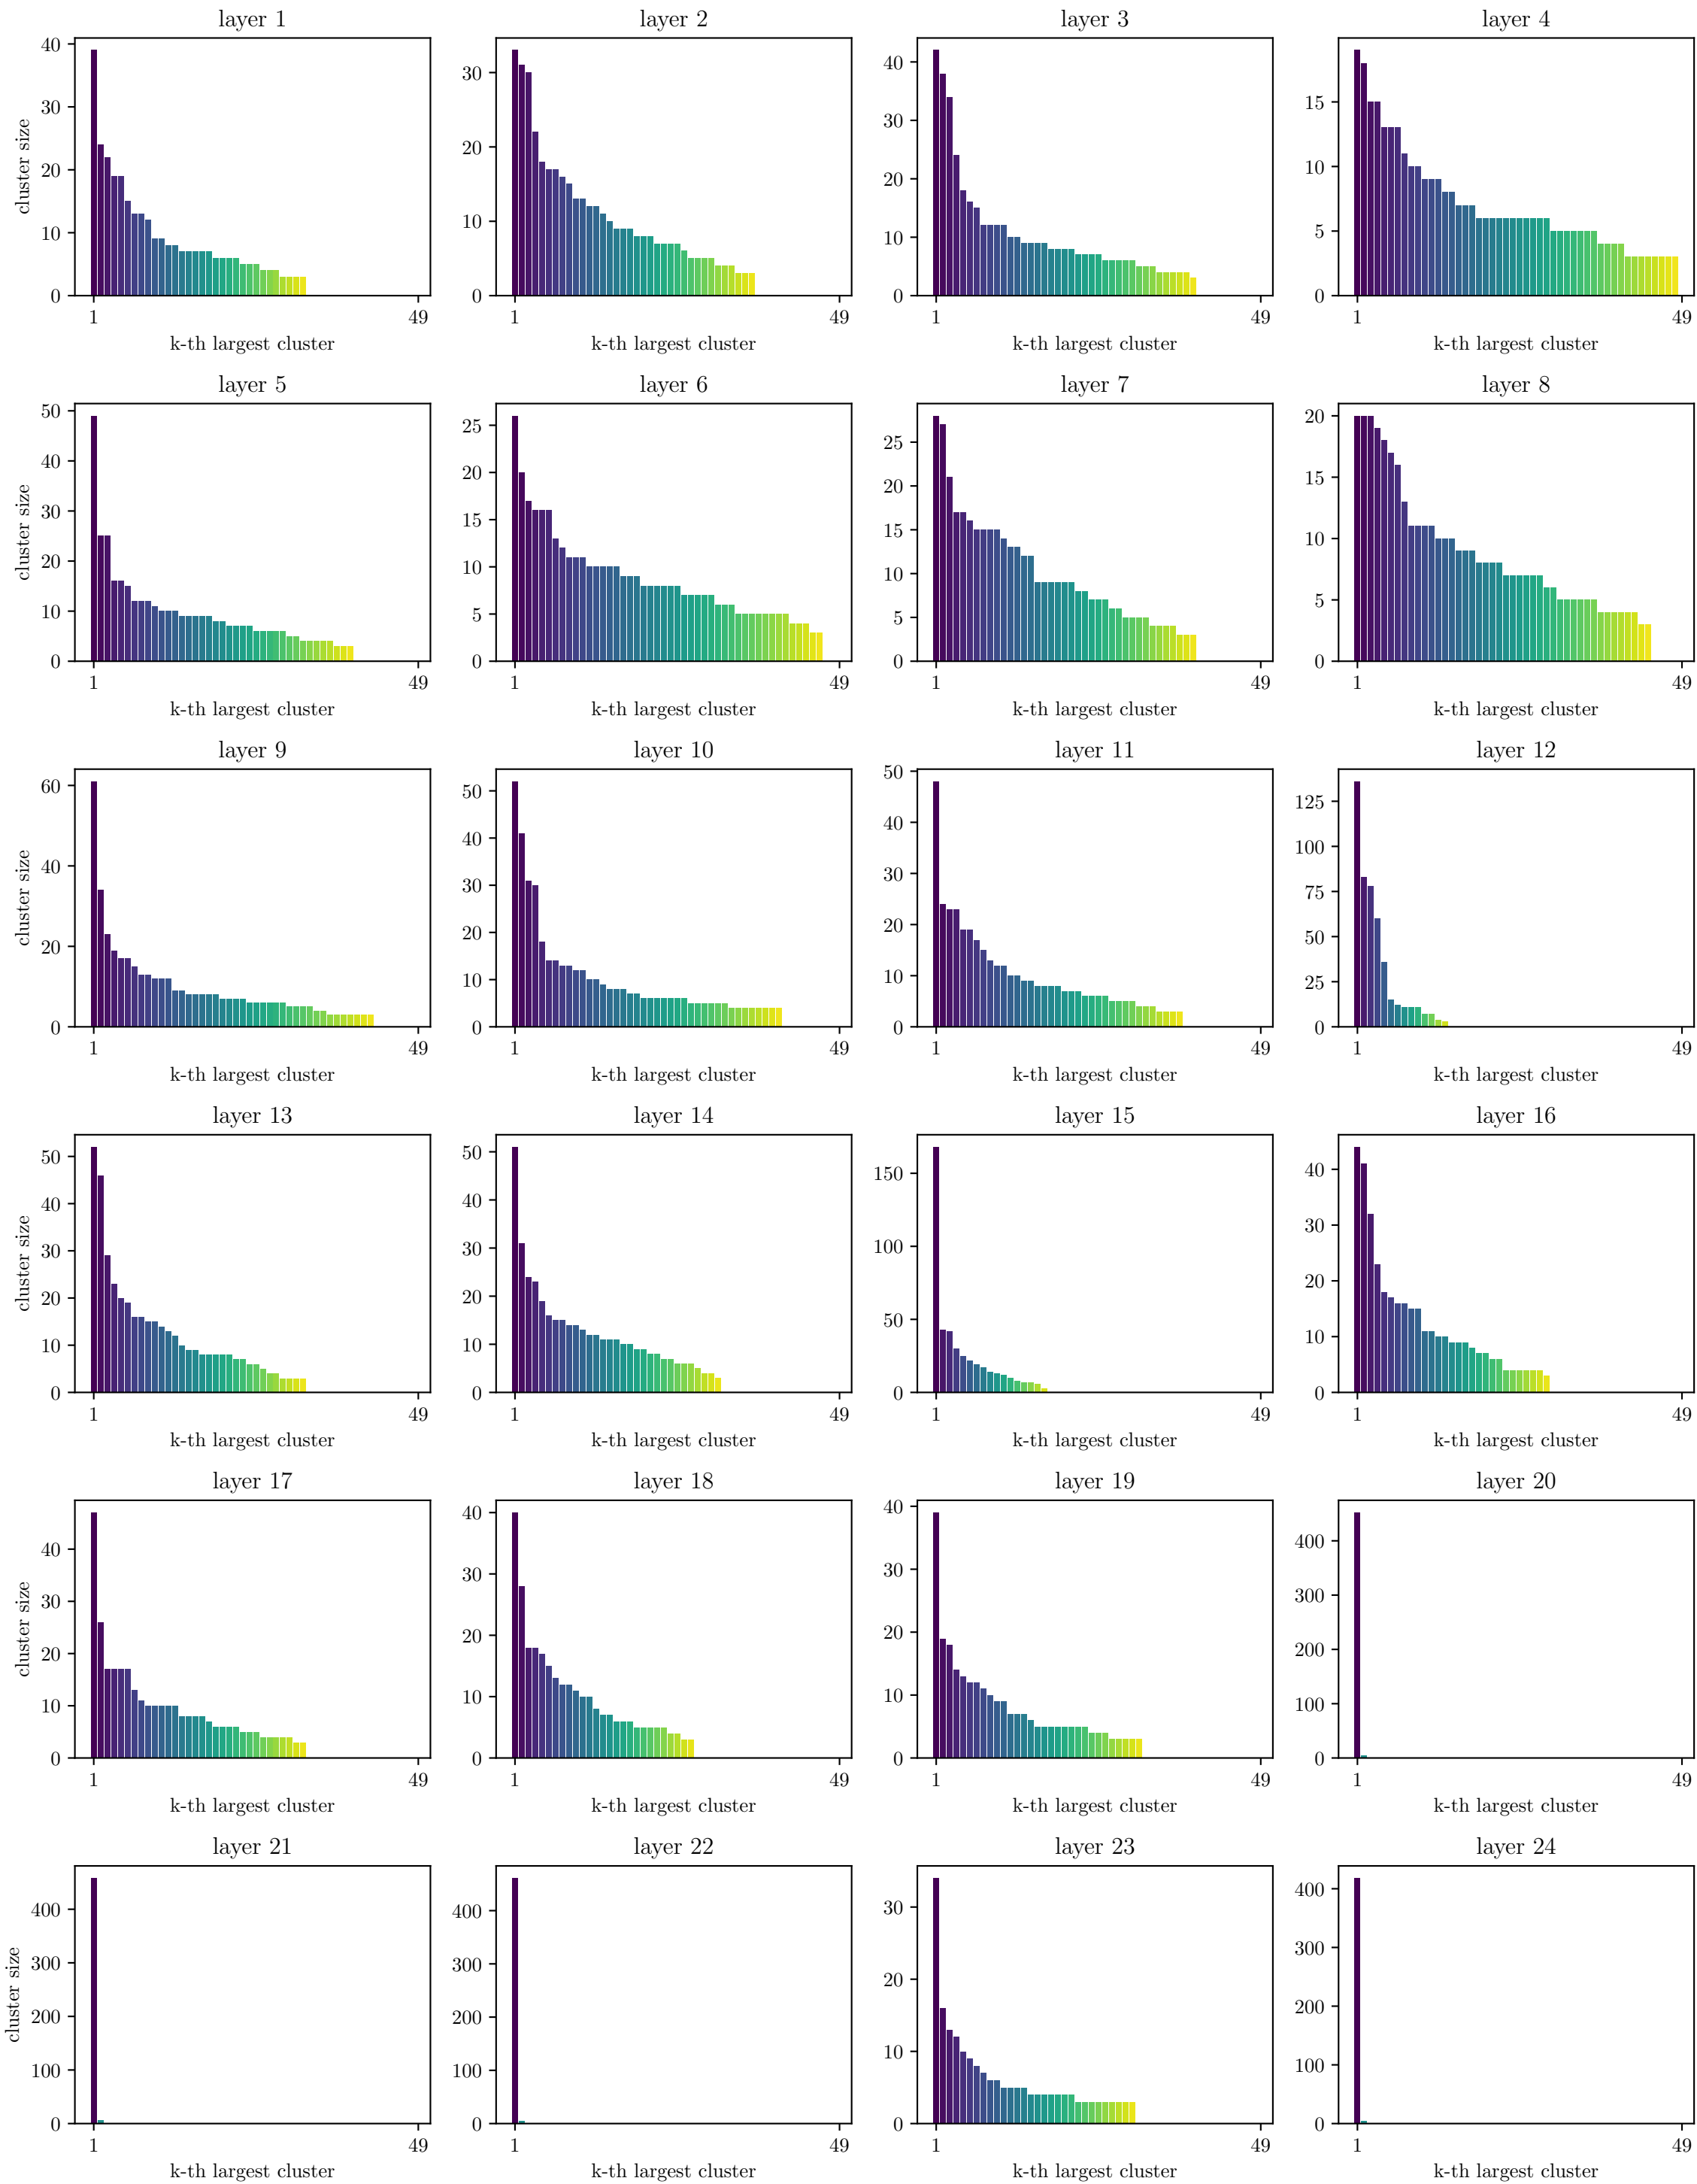 layer 1
40
30
20
10
0
cluster size
1 49
k-th largest cluster
layer 2
30
20
10
0
1 49
k-th largest cluster
layer 3
40
30
20
10
0
1 49
k-th largest cluster
layer 4
15
10
5
0
1 49
k-th largest cluster
layer 5
50
40
30
20
10
0
cluster size
1 49
k-th largest cluster
layer 6
25
20
15
10
5
0
1 49
k-th largest cluster
layer 7
25
20
15
10
5
0
1 49
k-th largest cluster
layer 8
20
15
10
5
0
1 49
k-th largest cluster
layer 9
60
40
20
0
cluster size
1 49
k-th largest cluster
layer 10
50
40
30
20
10
0
1 49
k-th largest cluster
layer 11
50
40
30
20
10
0
1 49
k-th largest cluster
layer 12
125
100
75
50
25
0
1 49
k-th largest cluster
layer 13
50
40
30
20
10
0
cluster size
1 49
k-th largest cluster
layer 14
50
40
30
20
10
0
1 49
k-th largest cluster
layer 15
150
100
50
0
1 49
k-th largest cluster
layer 16
40
30
20
10
0
1 49
k-th largest cluster
layer 17
40
30
20
10
0
cluster size
1 49
k-th largest cluster
layer 18
40
30
20
10
0
1 49
k-th largest cluster
layer 19
40
30
20
10
0
1 49
k-th largest cluster
layer 20
400
300
200
100
0
1 49
k-th largest cluster
layer 21
400
300
200
100
0
cluster size
1 49
k-th largest cluster
layer 22
400
300
200
100
0
1 49
k-th largest cluster
layer 23
30
20
10
0
1 49
k-th largest cluster
layer 24
400
300
200
100
0
1 49
k-th largest cluster